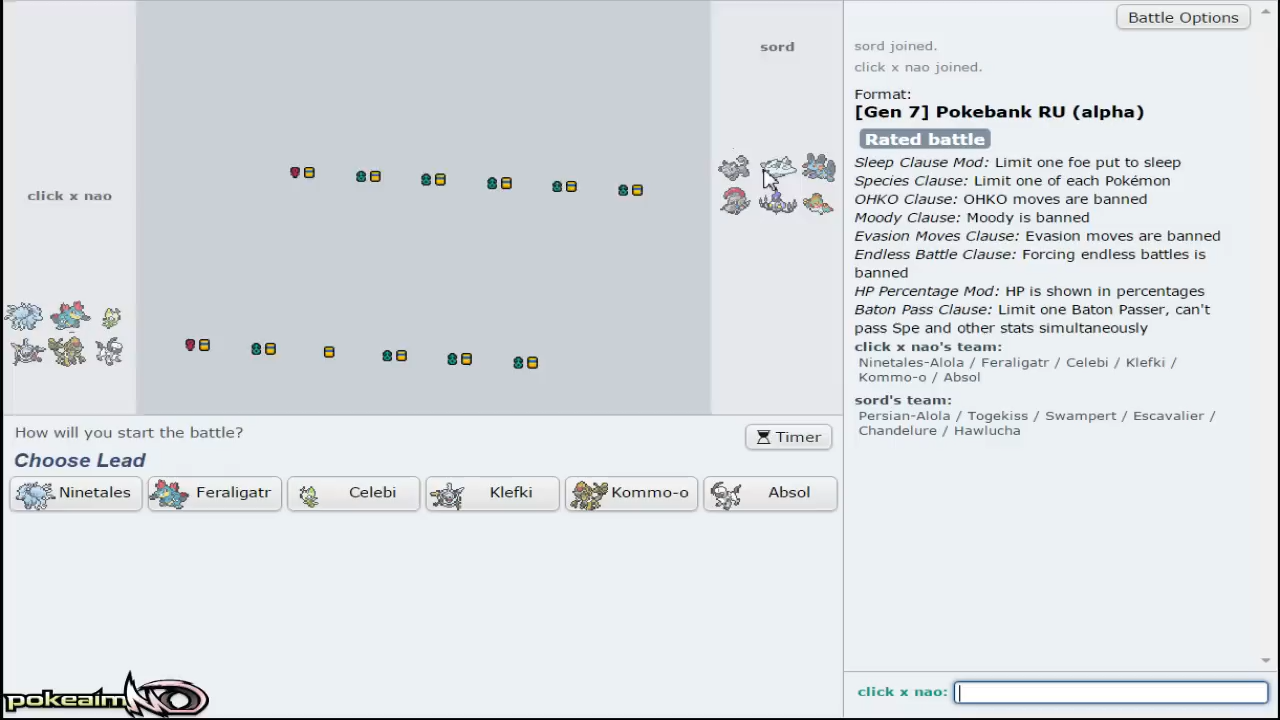 Battle Options
sord
click x nao
sord joined.
click x nao joined.
Format:
[Gen 7] Pokebank RU (alpha)
Rated battle
Sleep Clause Mod: Limit one foe put to sleep
Species Clause: Limit one of each Pokémon
OHKO Clause: OHKO moves are banned
Moody Clause: Moody is banned
Evasion Moves Clause: Evasion moves are banned
Endless Battle Clause: Forcing endless battles is
banned
HP Percentage Mod: HP is shown in percentages
Baton Pass Clause: Limit one Baton Passer, can't
pass Spe and other stats simultaneously
click x nao's team:
Ninetales-Alola / Feraligatr / Celebi / Klefki /
Kommo-o / Absol
sord's team:
Persian-Alola / Togekiss / Swampert / Escavalier /
Chandelure / Hawlucha
How will you start the battle?
Timer
Choose Lead
Ninetales
Feraligatr
Celebi
Klefki
Kommo-o
Absol
click x nao:
pokeaimNO